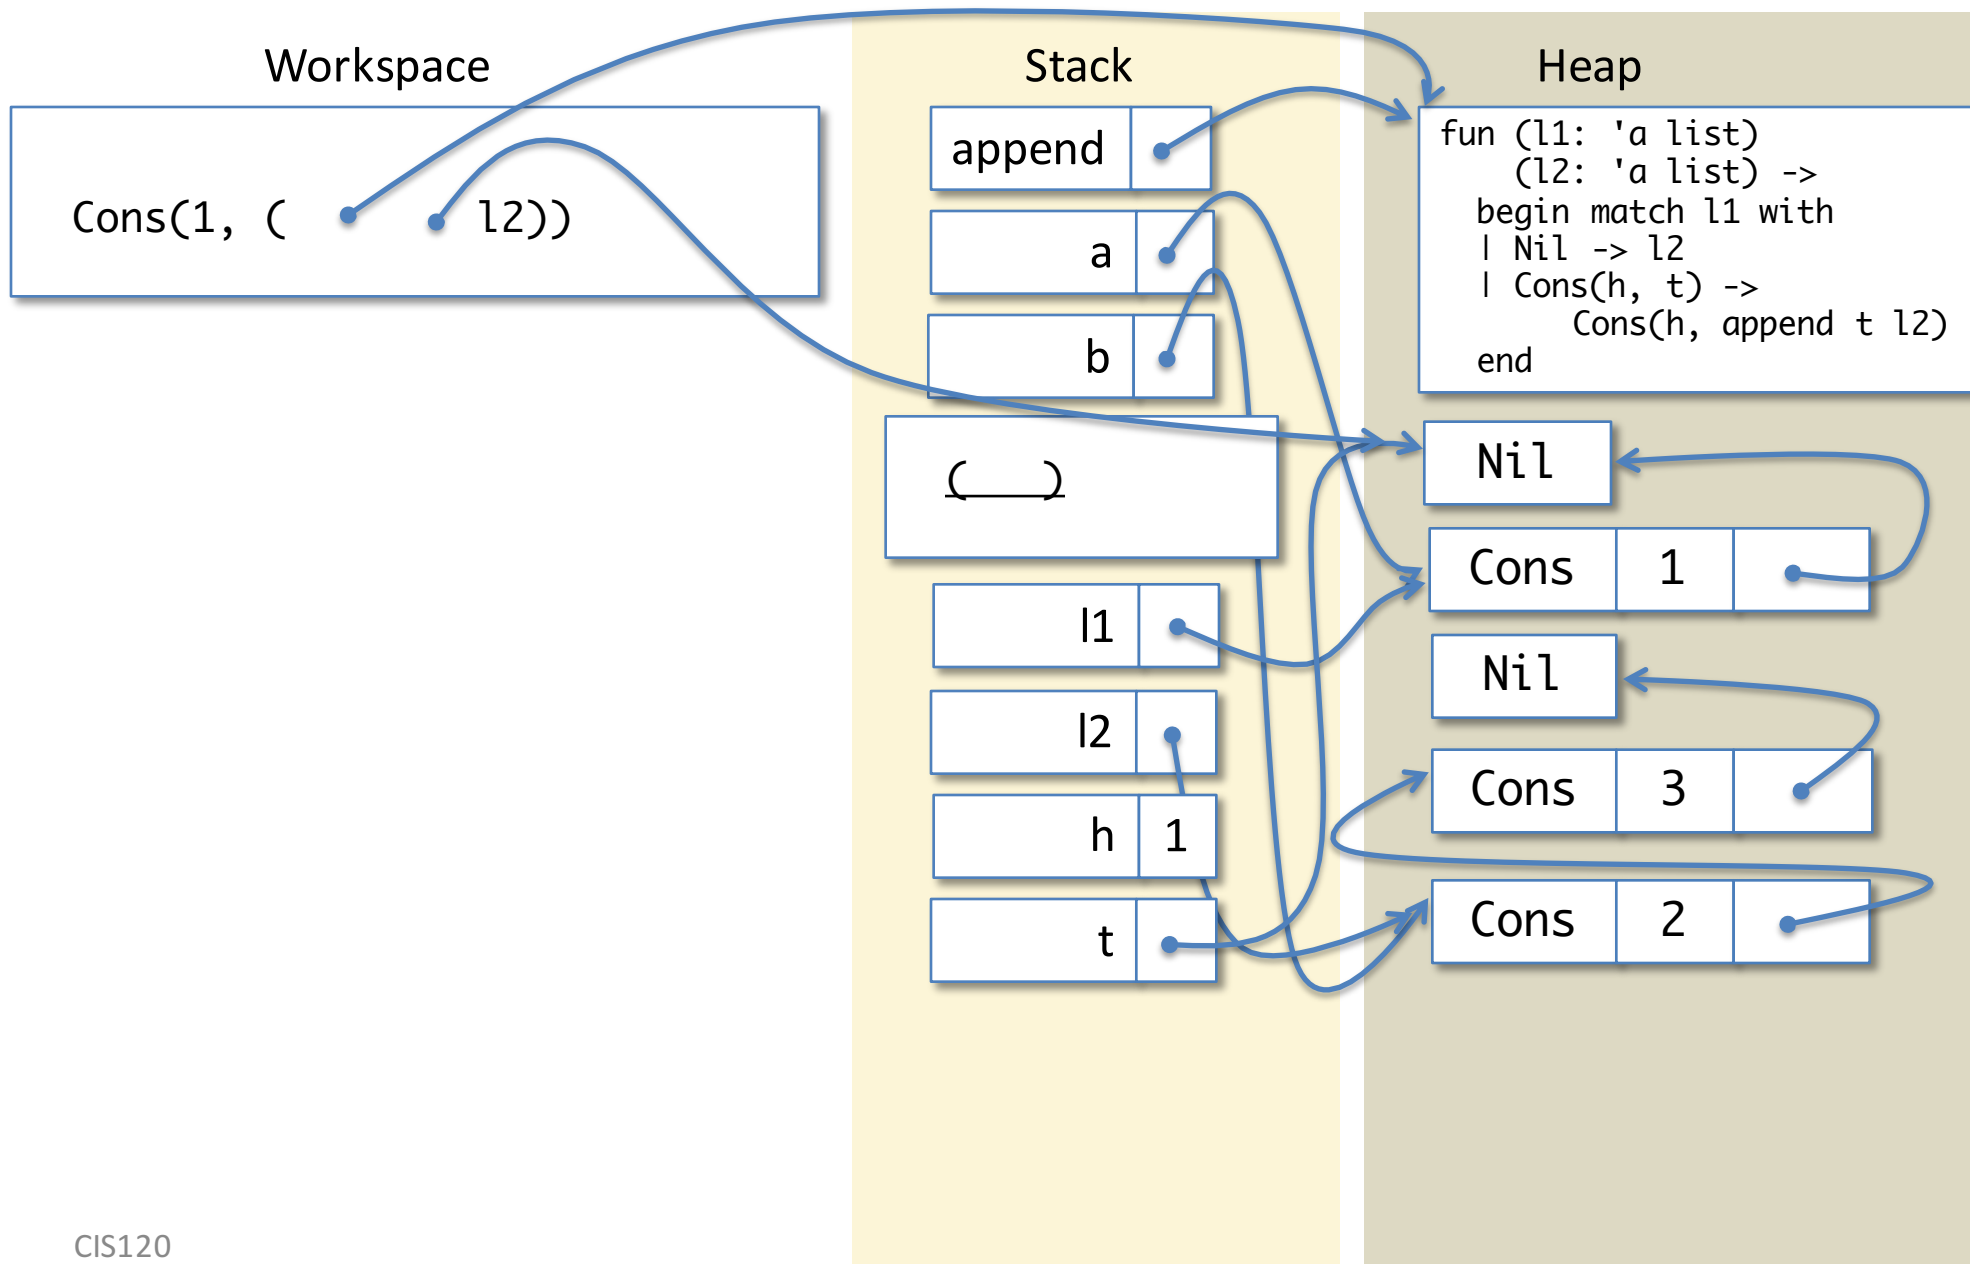 Workspace
Stack
Heap
Cons(1, ( l2))
append
a
b
(    )
l1
l2
h 1
t
fun (l1: 'a list)
(l2: 'a list) ->
begin match l1 with
| Nil -> l2
| Cons(h, t) ->
Cons(h, append t l2)
end
Nil
Cons 1
Nil
Cons 3
Cons 2
CIS120